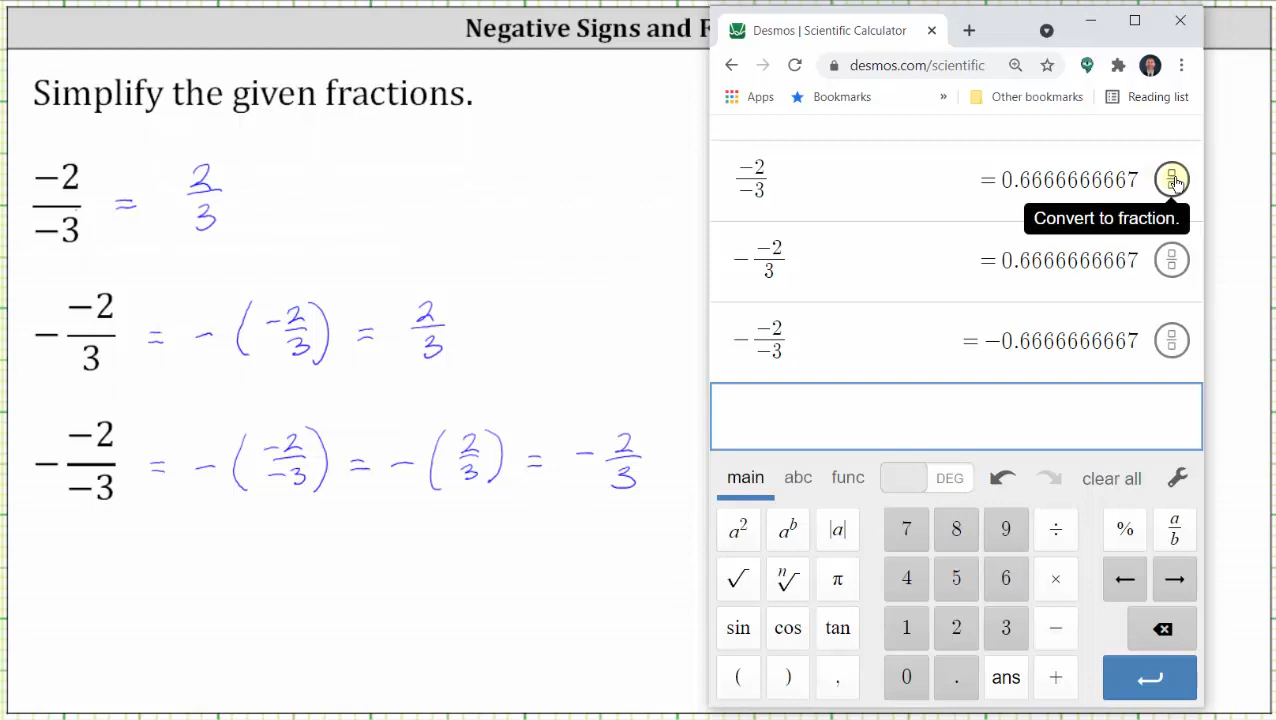 Negative Signs and F
Simplify the given fractions.
-2/-3 = 2/3
- -2/3 = - (-2/3) = 2/3
- -2/-3 = - (-2/-3) = - (2/3) = - 2/3
Desmos | Scientific Calculator
desmos.com/scientific
Apps Bookmarks » Other bookmarks Reading list
-2/-3 = 0.6666666667
Convert to fraction.
- -2/3 = 0.6666666667
- -2/-3 = -0.6666666667
main abc func DEG clear all
a² aᵇ |a| 7 8 9 ÷ % a/b
√ ⁿ√ π 4 5 6 × ← →
sin cos tan 1 2 3 −
( ) , 0 . ans +